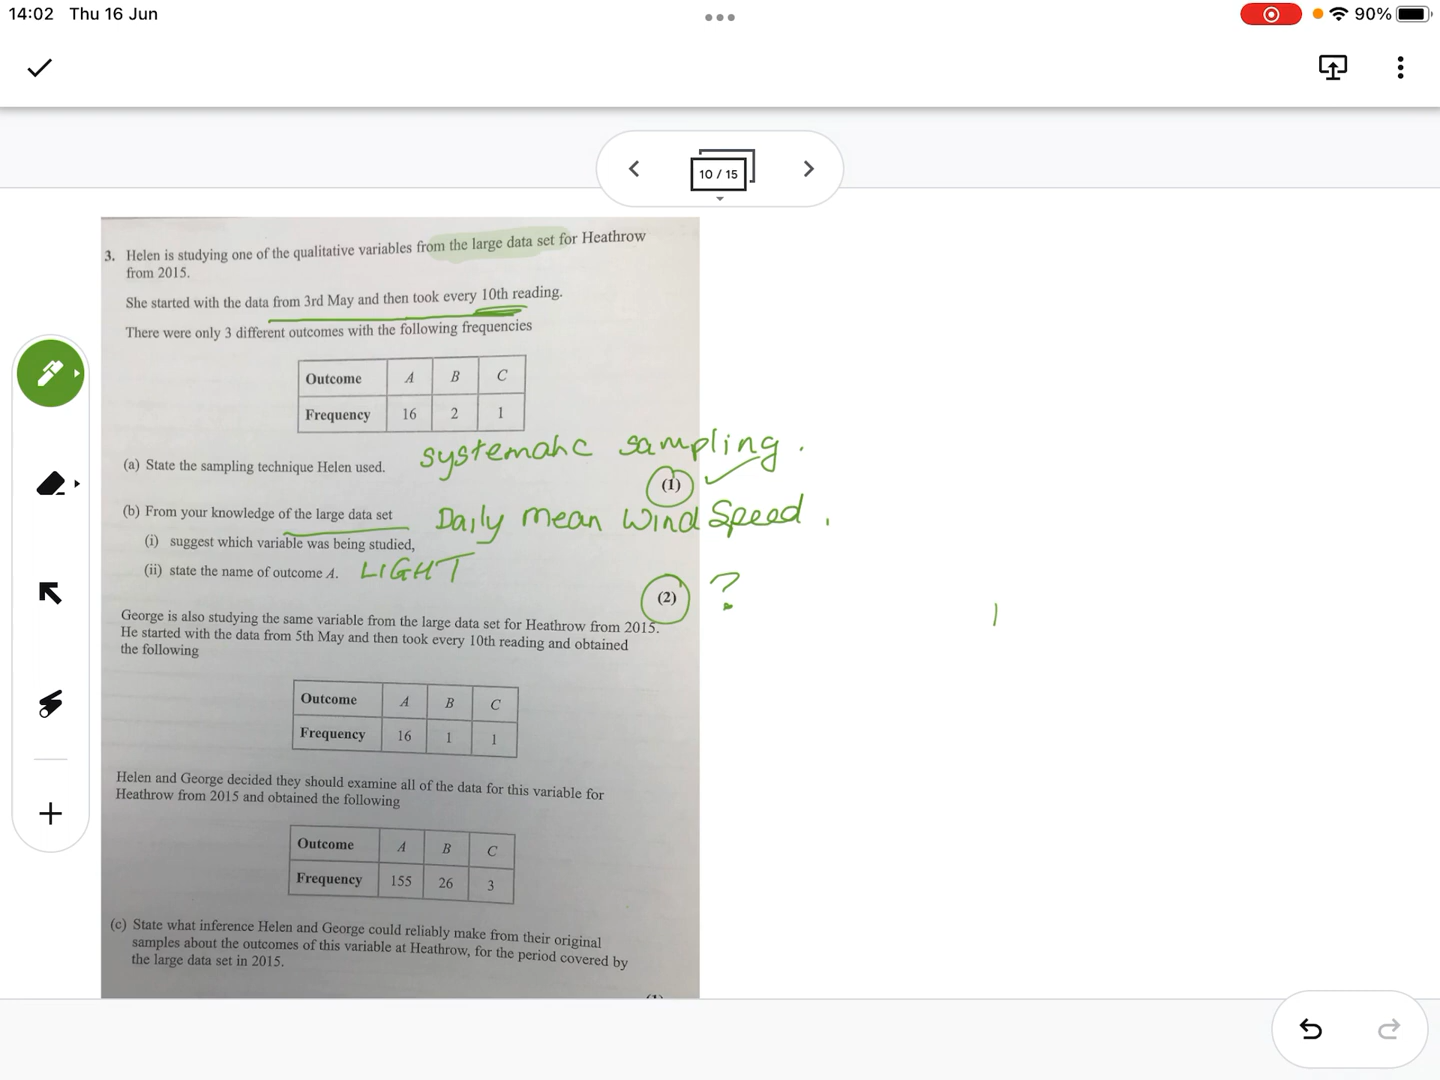 14:02 Thu 16 Jun
90%
10 / 15
3. Helen is studying one of the qualitative variables from the large data set for Heathrow
from 2015.
She started with the data from 3rd May and then took every 10th reading.
There were only 3 different outcomes with the following frequencies
Outcome A B C
Frequency 16 2 1
systematic sampling.
(a) State the sampling technique Helen used.
(1)
(b) From your knowledge of the large data set
Daily mean Wind Speed.
(i) suggest which variable was being studied,
(ii) state the name of outcome A. LIGHT
(2) ?
George is also studying the same variable from the large data set for Heathrow from 2015.
He started with the data from 5th May and then took every 10th reading and obtained
the following
Outcome A B C
Frequency 16 1 1
Helen and George decided they should examine all of the data for this variable for
Heathrow from 2015 and obtained the following
Outcome A B C
Frequency 155 26 3
(c) State what inference Helen and George could reliably make from their original
samples about the outcomes of this variable at Heathrow, for the period covered by
the large data set in 2015.